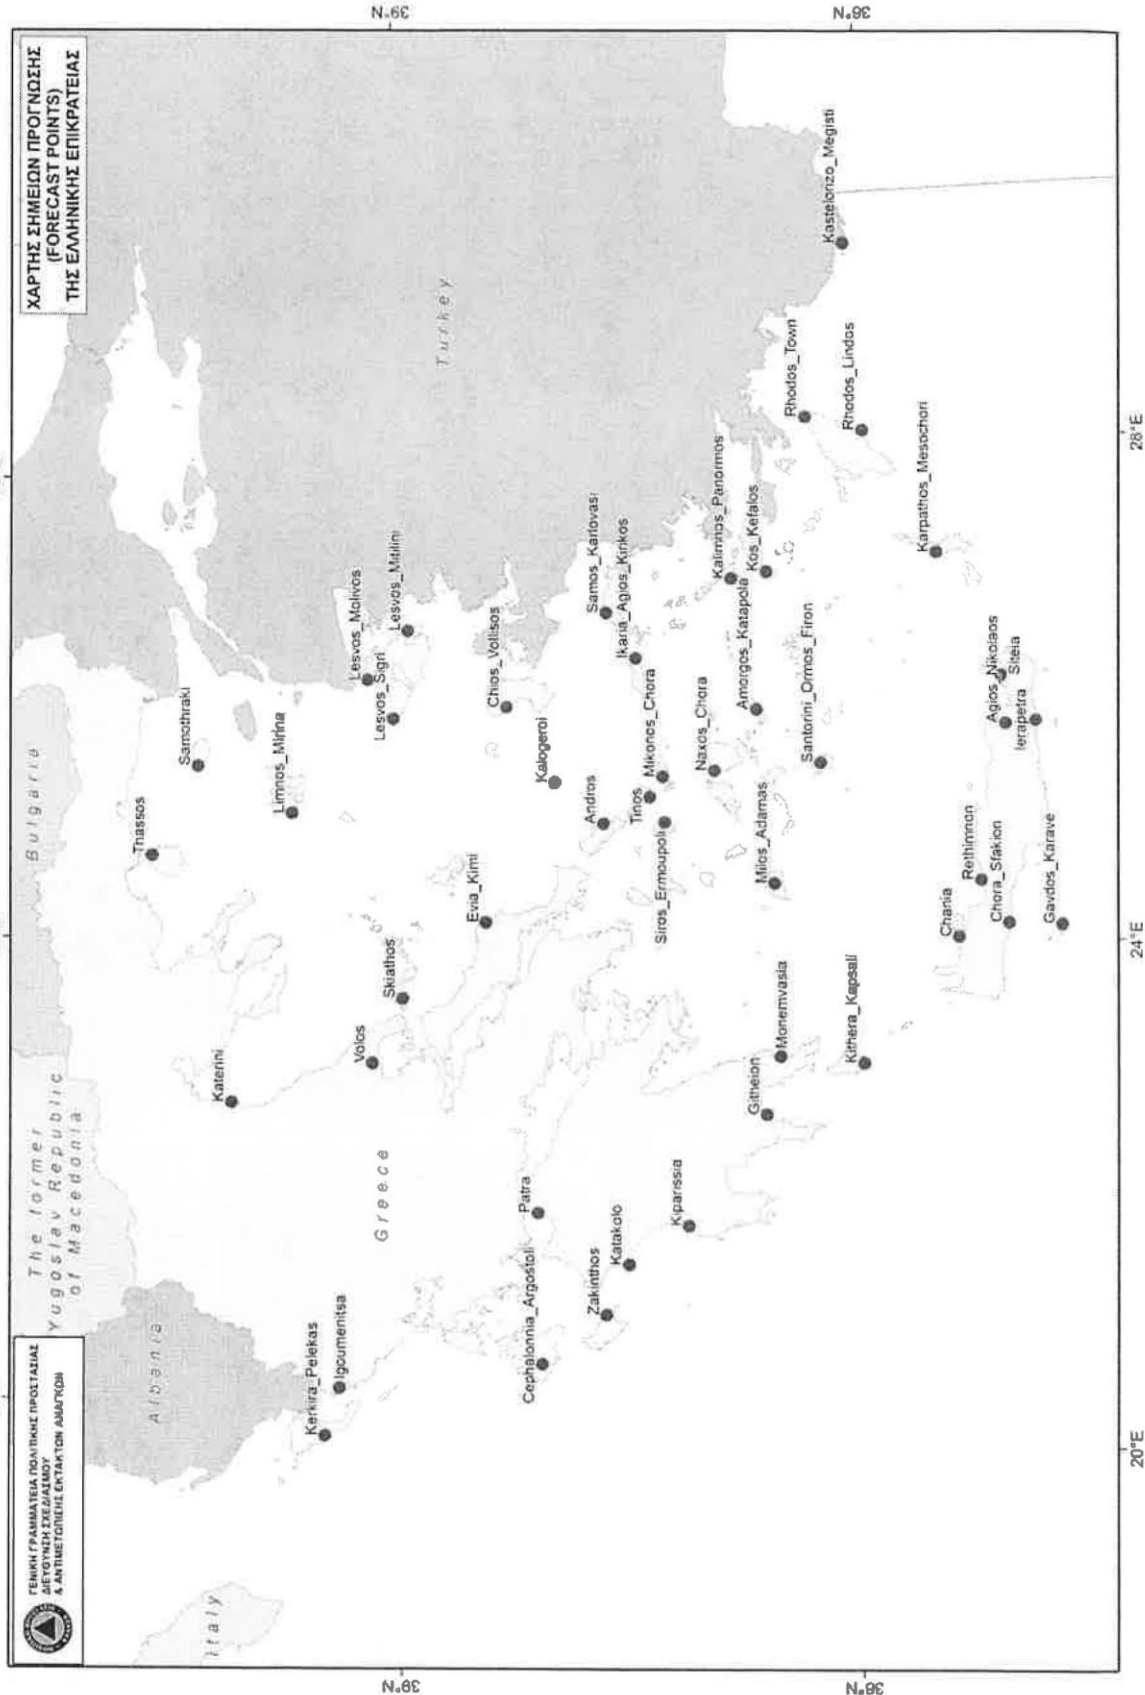 ΓΕΝΙΚΗ ΓΡΑΜΜΑΤΕΙΑ ΠΟΛΙΤΙΚΗΣ ΠΡΟΣΤΑΣΙΑΣ
ΔΙΕΥΘΥΝΣΗ ΣΧΕΔΙΑΣΜΟΥ
& ΑΝΤΙΜΕΤΩΠΙΣΗΣ ΕΚΤΑΚΤΩΝ ΑΝΑΓΚΩΝ
ΧΑΡΤΗΣ ΣΗΜΕΙΩΝ ΠΡΟΓΝΩΣΗΣ
(FORECAST POINTS)
ΤΗΣ ΕΛΛΗΝΙΚΗΣ ΕΠΙΚΡΑΤΕΙΑΣ
The former
Yugoslav Republic
of Macedonia
Bulgaria
Albania
Italy
Greece
Turkey
Thassos
Samothraki
Katerini
Limnos_Mirina
Kerkira_Pelekas
Igoumenitsa
Volos
Skiathos
Lesvos_Molivos
Lesvos_Sigri
Lesvos_Mitilini
Evia_Kimi
Chios_Vollisos
Cephalonnia_Argostoli
Patra
Kalogeroi
Zakinthos
Katakolo
Andros
Samos_Karlovasi
Ikaria_Agios_Kirikos
Tinos
Mikonos_Chora
Siros_Ermoupoli
Kiparissia
Naxos_Chora
Kalimnos_Panormos
Amorgos_Katapola
Kos_Kefalos
Githeion
Monemvasia
Milos_Adamas
Santorini_Ormos_Firon
Rhodos_Town
Rhodos_Lindos
Kastelorizo_Megisti
Kithera_Kapsali
Karpathos_Mesochori
Chania
Rethimnon
Chora_Sfakion
Agios_Nikolaos
Siteia
Ierapetra
Gavdos_Karave
39°N
36°N
39°N
36°N
20°E
24°E
28°E